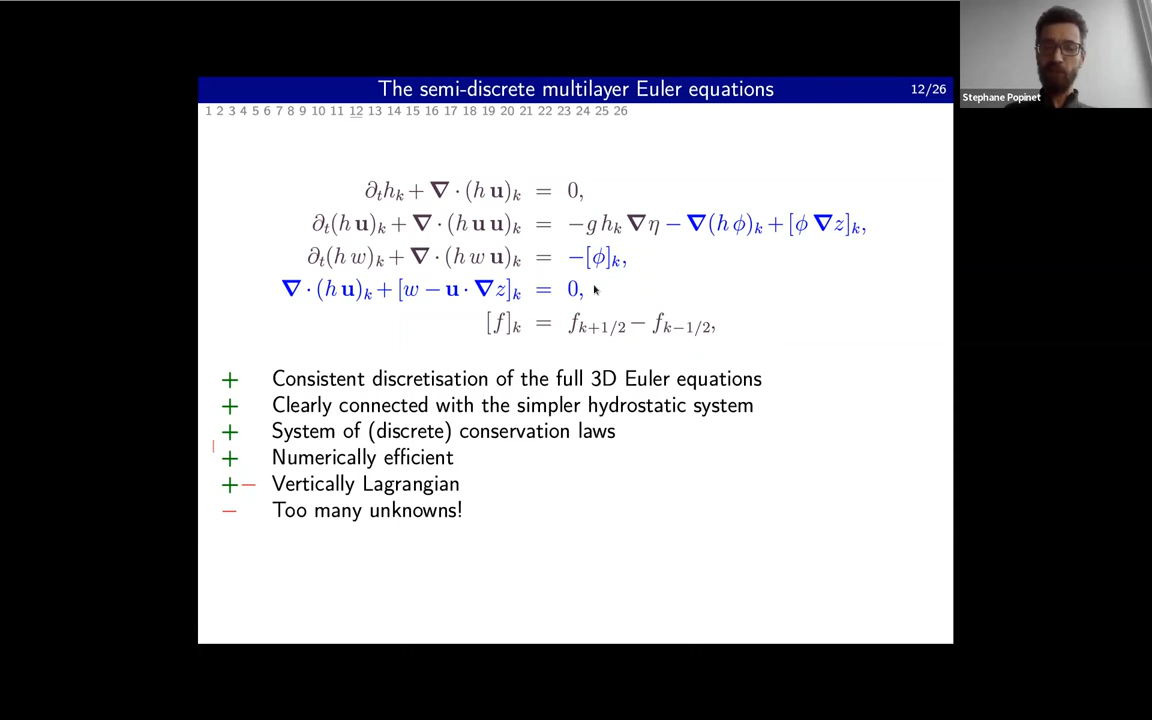 The semi-discrete multilayer Euler equations 12/26
1 2 3 4 5 6 7 8 9 10 11 12 13 14 15 16 17 18 19 20 21 22 23 24 25 26
∂ₜhₖ + ∇ · (h u)ₖ = 0,
∂ₜ(h u)ₖ + ∇ · (h u u)ₖ = −g hₖ ∇η − ∇(h ϕ)ₖ + [ϕ ∇z]ₖ,
∂ₜ(h w)ₖ + ∇ · (h w u)ₖ = −[ϕ]ₖ,
∇ · (h u)ₖ + [w − u · ∇z]ₖ = 0,
[f]ₖ = fₖ₊₁/₂ − fₖ₋₁/₂,
+ Consistent discretisation of the full 3D Euler equations
+ Clearly connected with the simpler hydrostatic system
+ System of (discrete) conservation laws
+ Numerically efficient
+− Vertically Lagrangian
− Too many unknowns!
Stephane Popinet